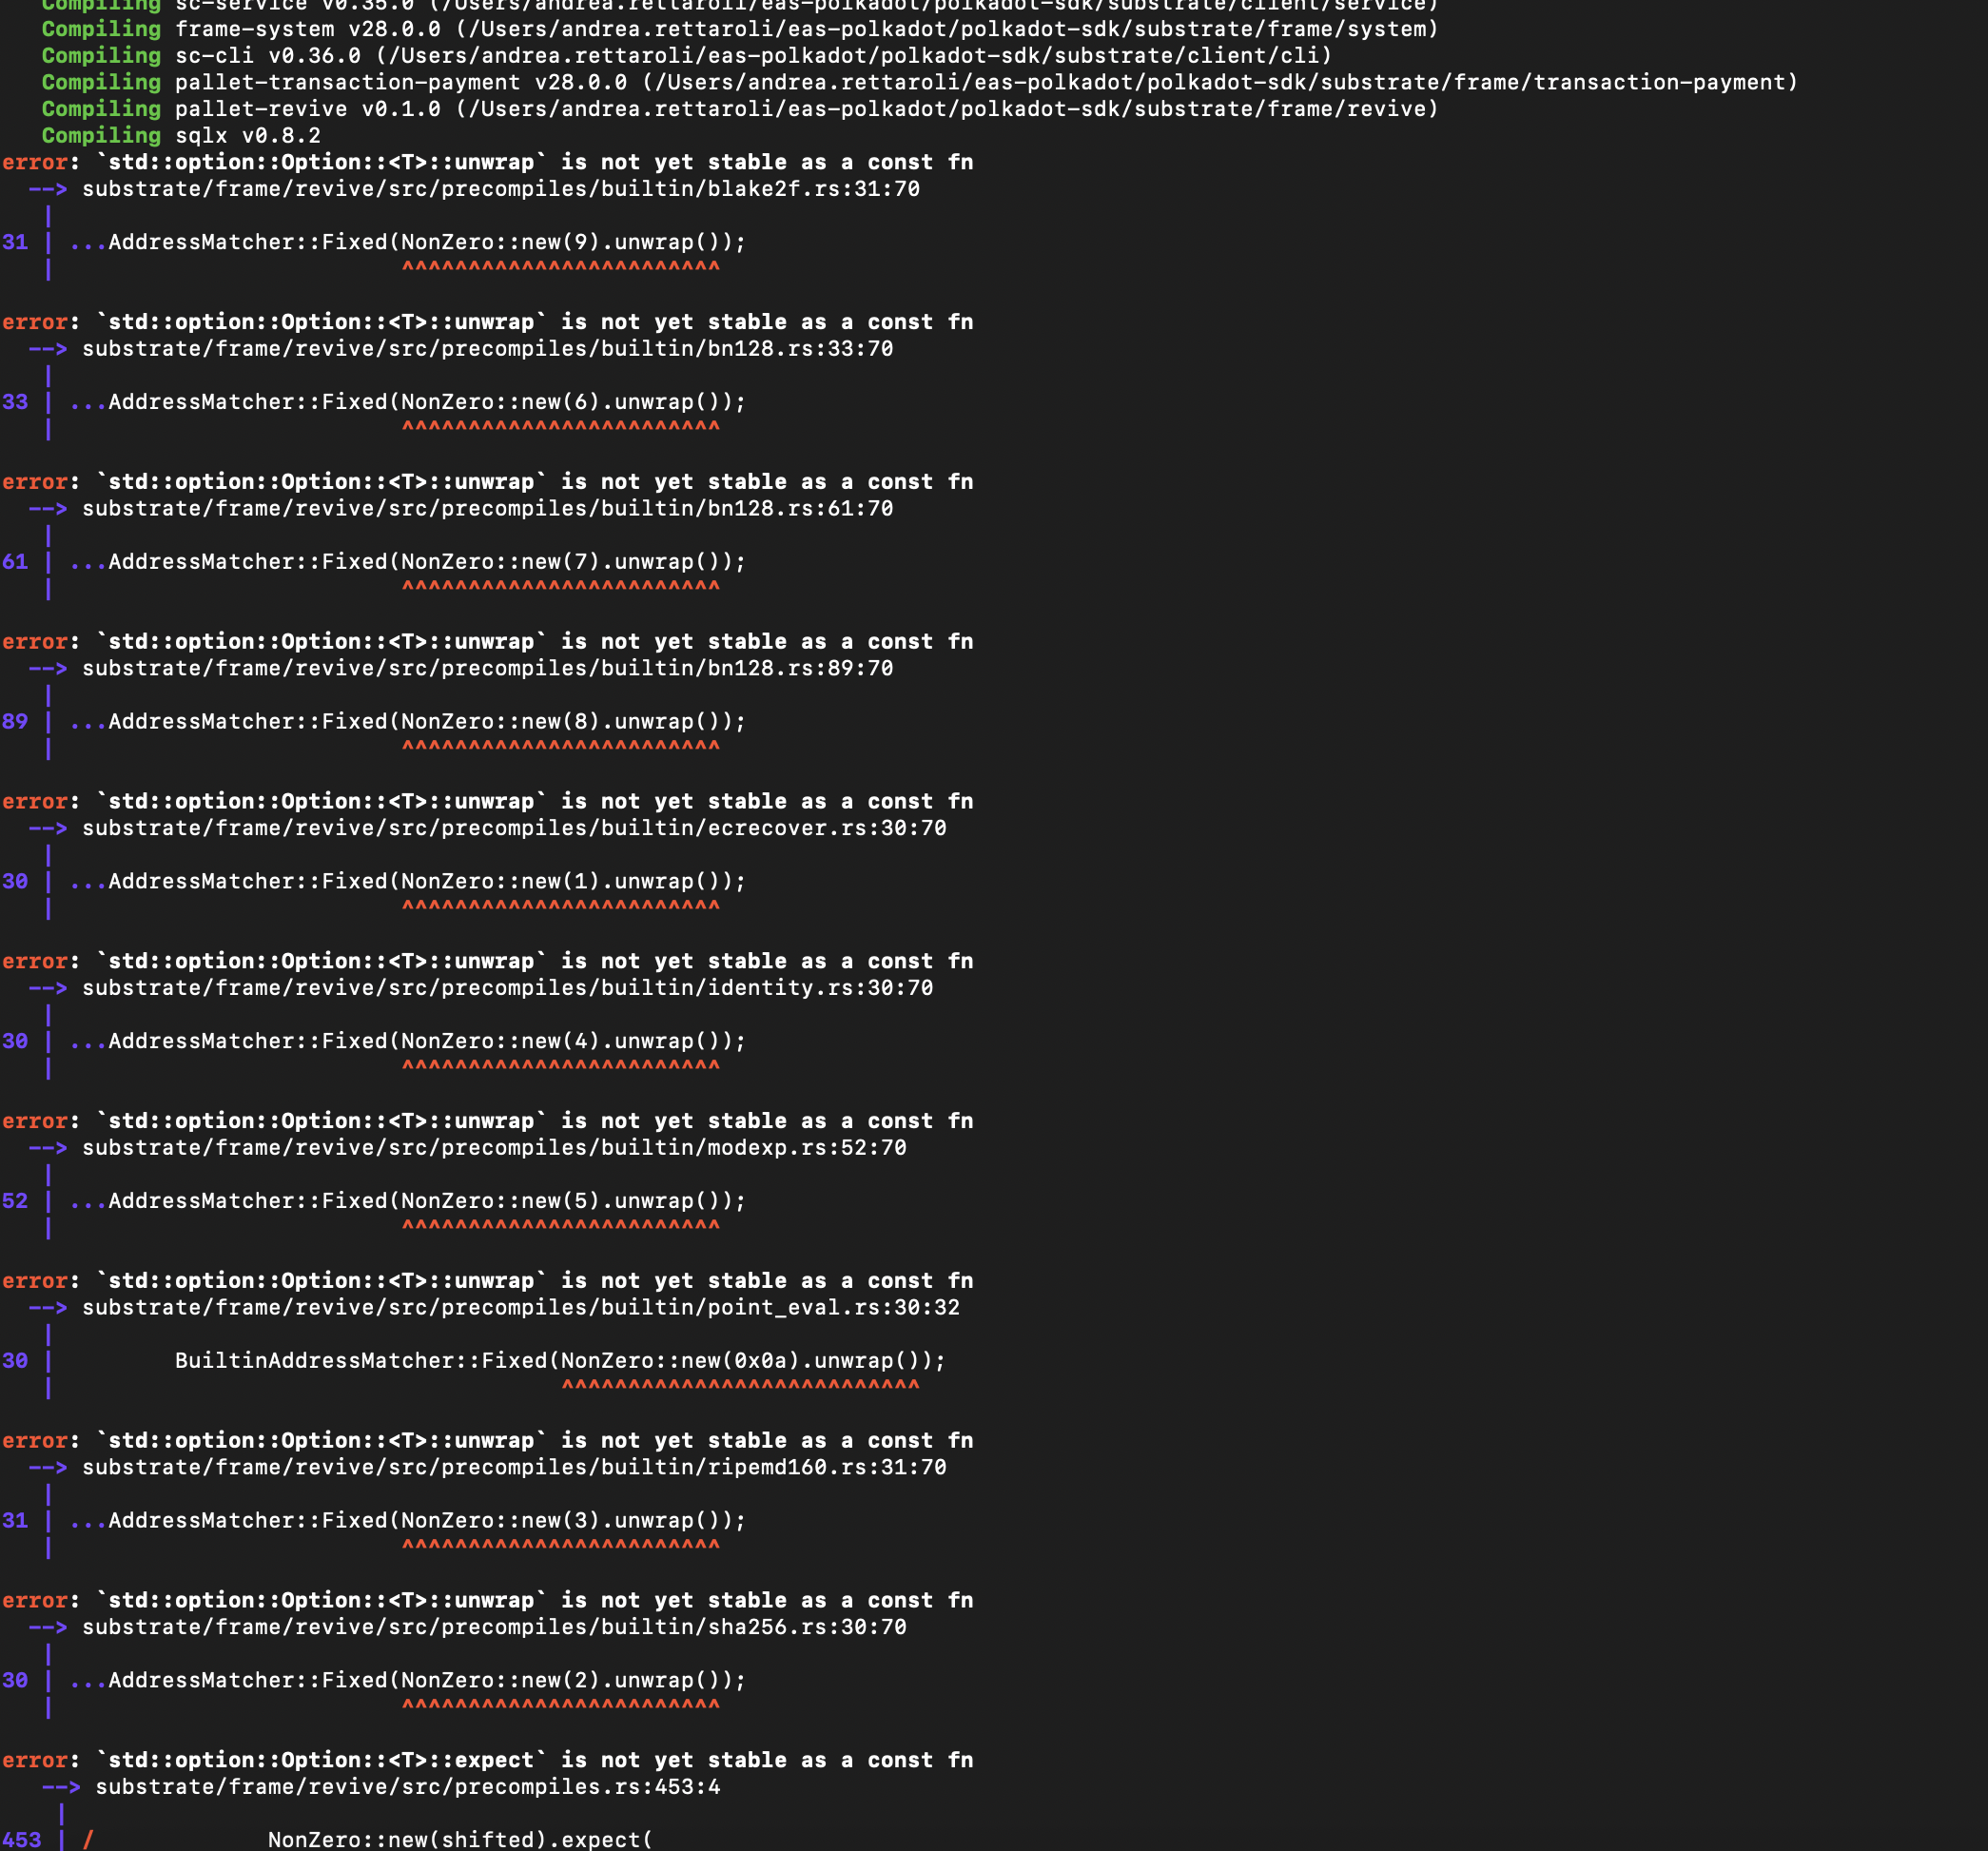 Compiling sc-service v0.35.0 (/Users/andrea.rettaroli/eas-polkadot/polkadot-sdk/substrate/client/service)
Compiling frame-system v28.0.0 (/Users/andrea.rettaroli/eas-polkadot/polkadot-sdk/substrate/frame/system)
Compiling sc-cli v0.36.0 (/Users/andrea.rettaroli/eas-polkadot/polkadot-sdk/substrate/client/cli)
Compiling pallet-transaction-payment v28.0.0 (/Users/andrea.rettaroli/eas-polkadot/polkadot-sdk/substrate/frame/transaction-payment)
Compiling pallet-revive v0.1.0 (/Users/andrea.rettaroli/eas-polkadot/polkadot-sdk/substrate/frame/revive)
Compiling sqlx v0.8.2
error: `std::option::Option::<T>::unwrap` is not yet stable as a const fn
--> substrate/frame/revive/src/precompiles/builtin/blake2f.rs:31:70
|
31 | ...AddressMatcher::Fixed(NonZero::new(9).unwrap());
| ^^^^^^^^^^^^^^^^^^^^^^^^
error: `std::option::Option::<T>::unwrap` is not yet stable as a const fn
--> substrate/frame/revive/src/precompiles/builtin/bn128.rs:33:70
|
33 | ...AddressMatcher::Fixed(NonZero::new(6).unwrap());
| ^^^^^^^^^^^^^^^^^^^^^^^^
error: `std::option::Option::<T>::unwrap` is not yet stable as a const fn
--> substrate/frame/revive/src/precompiles/builtin/bn128.rs:61:70
|
61 | ...AddressMatcher::Fixed(NonZero::new(7).unwrap());
| ^^^^^^^^^^^^^^^^^^^^^^^^
error: `std::option::Option::<T>::unwrap` is not yet stable as a const fn
--> substrate/frame/revive/src/precompiles/builtin/bn128.rs:89:70
|
89 | ...AddressMatcher::Fixed(NonZero::new(8).unwrap());
| ^^^^^^^^^^^^^^^^^^^^^^^^
error: `std::option::Option::<T>::unwrap` is not yet stable as a const fn
--> substrate/frame/revive/src/precompiles/builtin/ecrecover.rs:30:70
|
30 | ...AddressMatcher::Fixed(NonZero::new(1).unwrap());
| ^^^^^^^^^^^^^^^^^^^^^^^^
error: `std::option::Option::<T>::unwrap` is not yet stable as a const fn
--> substrate/frame/revive/src/precompiles/builtin/identity.rs:30:70
|
30 | ...AddressMatcher::Fixed(NonZero::new(4).unwrap());
| ^^^^^^^^^^^^^^^^^^^^^^^^
error: `std::option::Option::<T>::unwrap` is not yet stable as a const fn
--> substrate/frame/revive/src/precompiles/builtin/modexp.rs:52:70
|
52 | ...AddressMatcher::Fixed(NonZero::new(5).unwrap());
| ^^^^^^^^^^^^^^^^^^^^^^^^
error: `std::option::Option::<T>::unwrap` is not yet stable as a const fn
--> substrate/frame/revive/src/precompiles/builtin/point_eval.rs:30:32
|
30 | BuiltinAddressMatcher::Fixed(NonZero::new(0x0a).unwrap());
| ^^^^^^^^^^^^^^^^^^^^^^^^^^^
error: `std::option::Option::<T>::unwrap` is not yet stable as a const fn
--> substrate/frame/revive/src/precompiles/builtin/ripemd160.rs:31:70
|
31 | ...AddressMatcher::Fixed(NonZero::new(3).unwrap());
| ^^^^^^^^^^^^^^^^^^^^^^^^
error: `std::option::Option::<T>::unwrap` is not yet stable as a const fn
--> substrate/frame/revive/src/precompiles/builtin/sha256.rs:30:70
|
30 | ...AddressMatcher::Fixed(NonZero::new(2).unwrap());
| ^^^^^^^^^^^^^^^^^^^^^^^^
error: `std::option::Option::<T>::expect` is not yet stable as a const fn
--> substrate/frame/revive/src/precompiles.rs:453:4
|
453 | / NonZero::new(shifted).expect(